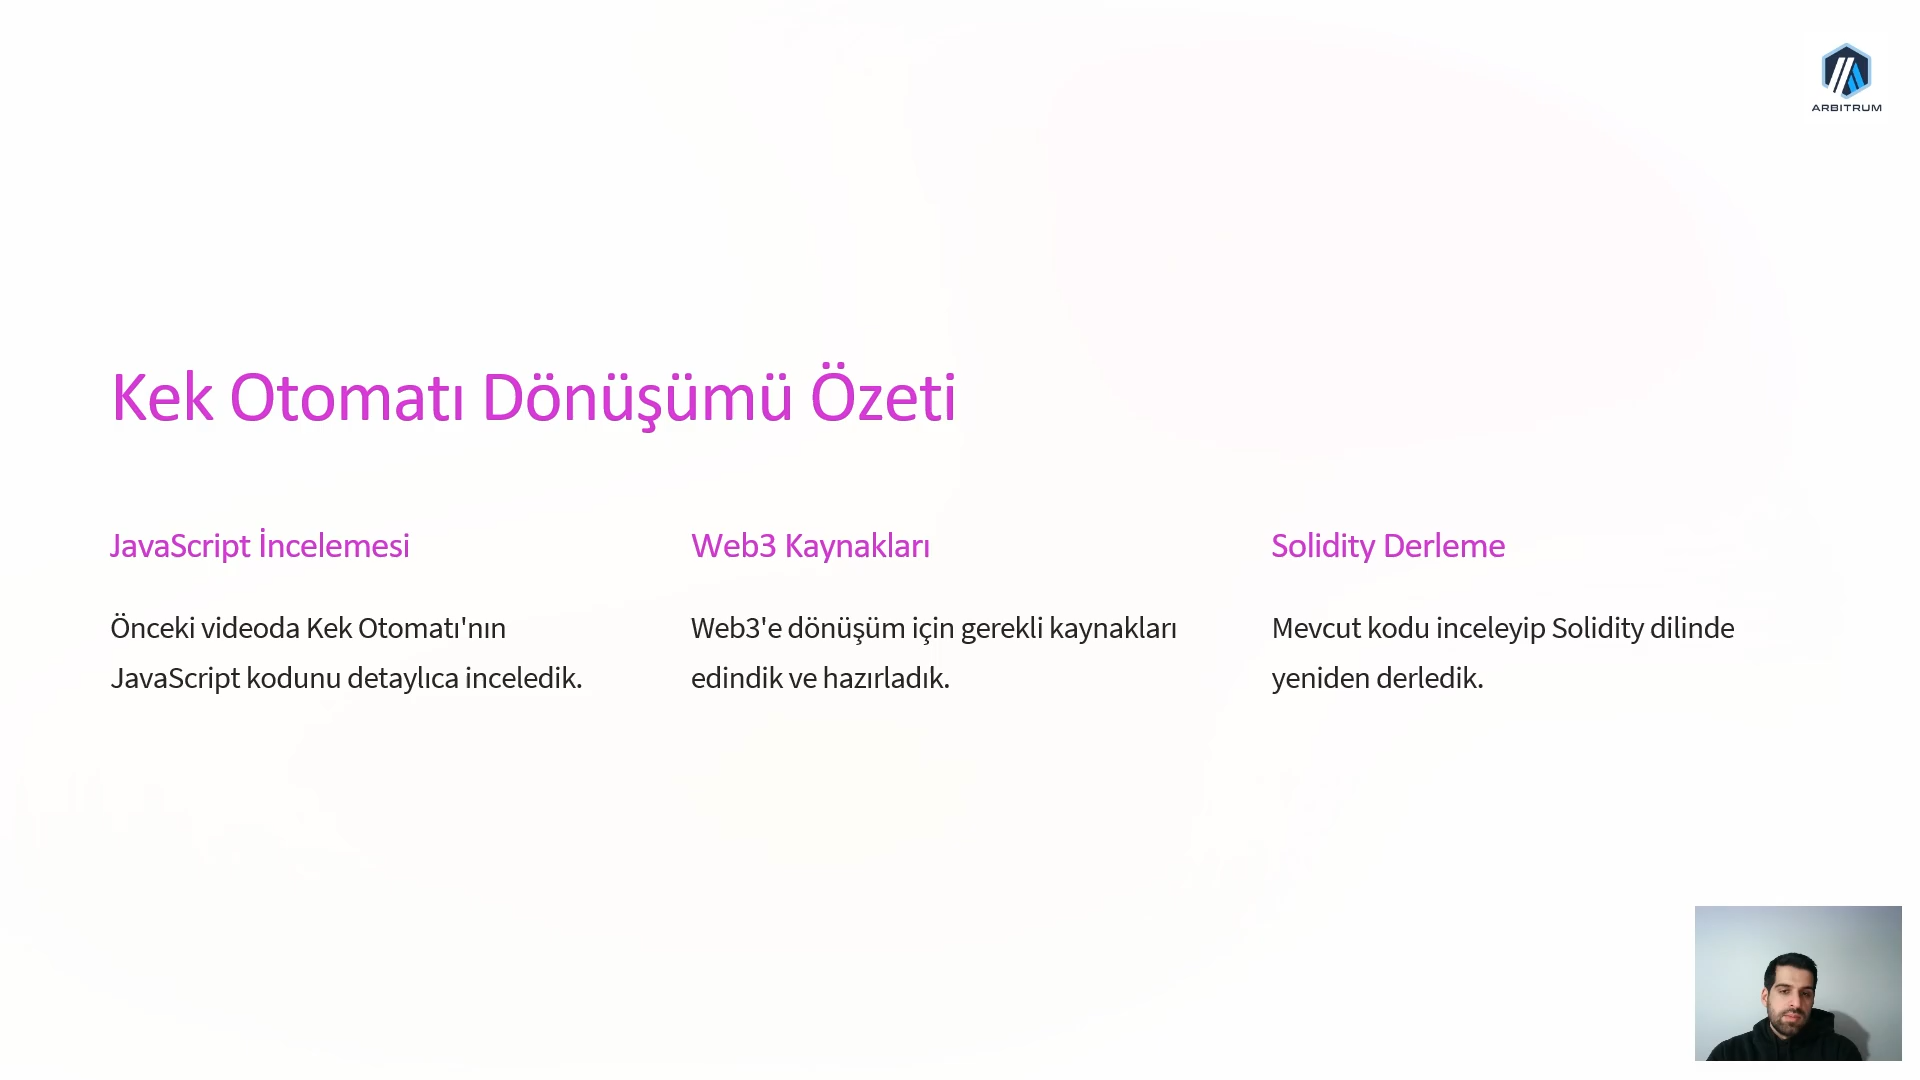 ARBITRUM
Kek Otomatı Dönüşümü Özeti
JavaScript İncelemesi
Önceki videoda Kek Otomatı'nın
JavaScript kodunu detaylıca inceledik.
Web3 Kaynakları
Web3'e dönüşüm için gerekli kaynakları
edindik ve hazırladık.
Solidity Derleme
Mevcut kodu inceleyip Solidity dilinde
yeniden derledik.